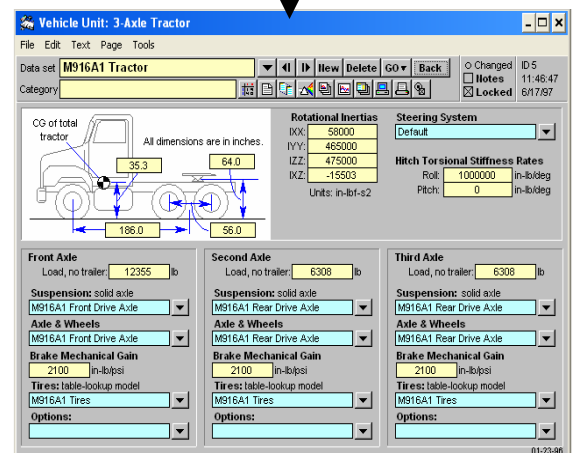 Vehicle Unit: 3-Axle Tractor
File Edit Text Page Tools
Data set M916A1 Tractor New Delete GO Back Changed ID 5
Notes 11:46:47
Category Locked 6/17/97
CG of total
tractor
All dimensions are in inches.
35.3
64.0
186.0
56.0
Rotational Inertias
IXX: 58000
IYY: 465000
IZZ: 475000
IXZ: -15503
Units: in-lbf-s2
Steering System
Default
Hitch Torsional Stiffness Rates
Roll: 1000000 in-lb/deg
Pitch: 0 in-lb/deg
Front Axle
Load, no trailer: 12355 lb
Suspension: solid axle
M916A1 Front Drive Axle
Axle & Wheels
M916A1 Front Drive Axle
Brake Mechanical Gain
2100 in-lb/psi
Tires: table-lookup model
M916A1 Tires
Options:
Second Axle
Load, no trailer: 6308 lb
Suspension: solid axle
M916A1 Rear Drive Axle
Axle & Wheels
M916A1 Rear Drive Axle
Brake Mechanical Gain
2100 in-lb/psi
Tires: table-lookup model
M916A1 Tires
Options:
Third Axle
Load, no trailer: 6308 lb
Suspension: solid axle
M916A1 Rear Drive Axle
Axle & Wheels
M916A1 Rear Drive Axle
Brake Mechanical Gain
2100 in-lb/psi
Tires: table-lookup model
M916A1 Tires
Options:
01-23-96